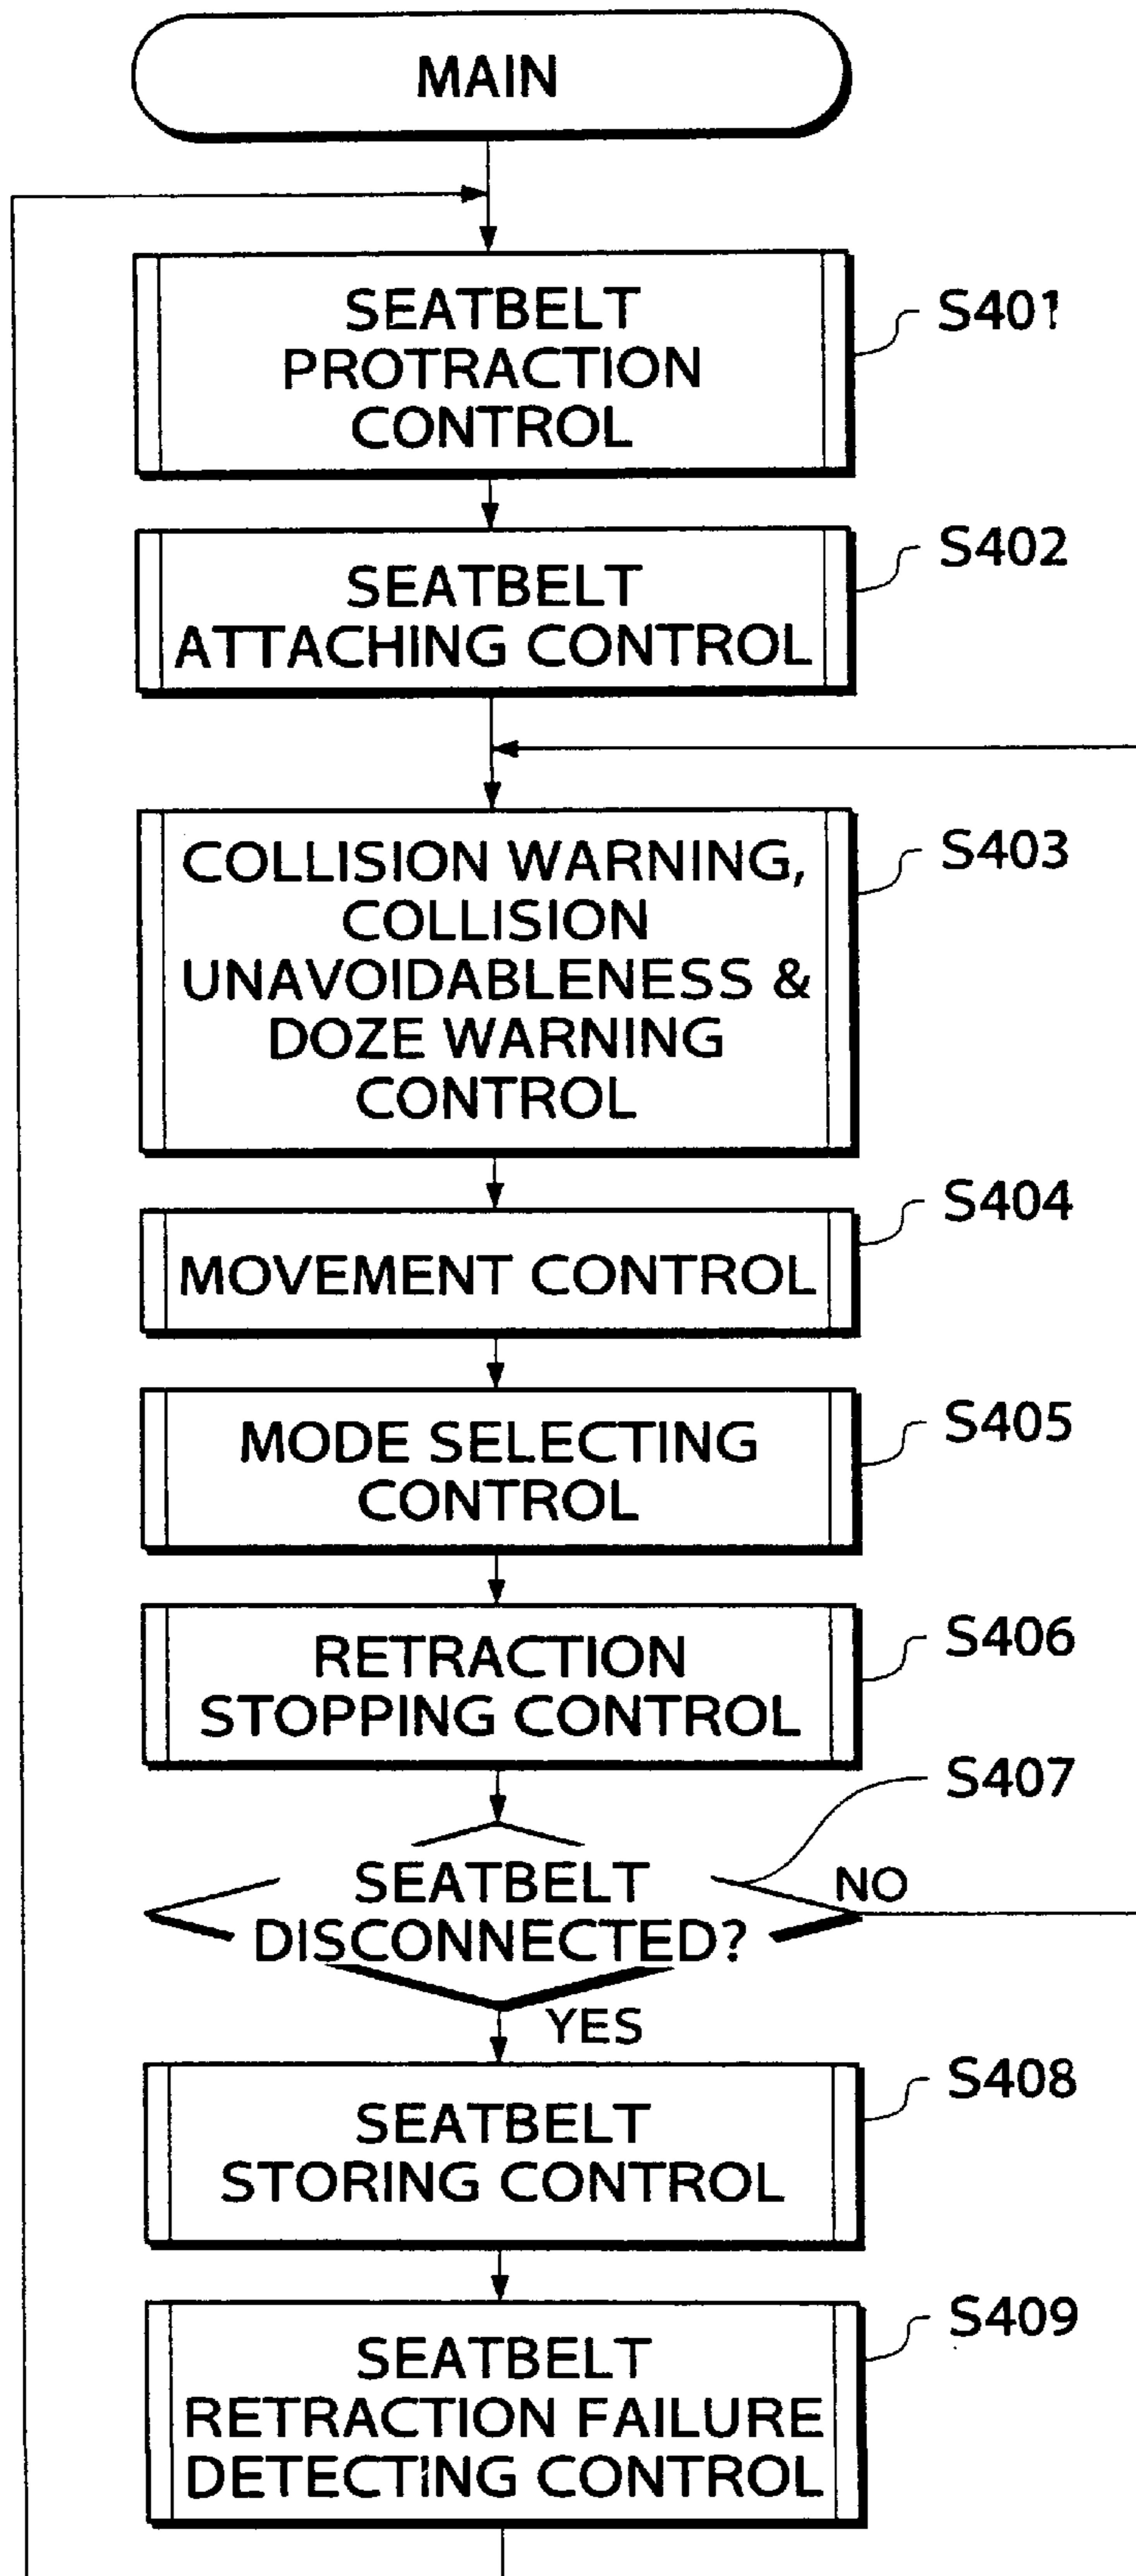 MAIN
SEATBELT
PROTRACTION
CONTROL
S401
SEATBELT
ATTACHING CONTROL
S402
COLLISION WARNING,
COLLISION
UNAVOIDABLENESS &
DOZE WARNING
CONTROL
S403
MOVEMENT CONTROL
S404
MODE SELECTING
CONTROL
S405
RETRACTION
STOPPING CONTROL
S406
S407
SEATBELT
DISCONNECTED?
NO
YES
SEATBELT
STORING CONTROL
S408
SEATBELT
RETRACTION FAILURE
DETECTING CONTROL
S409